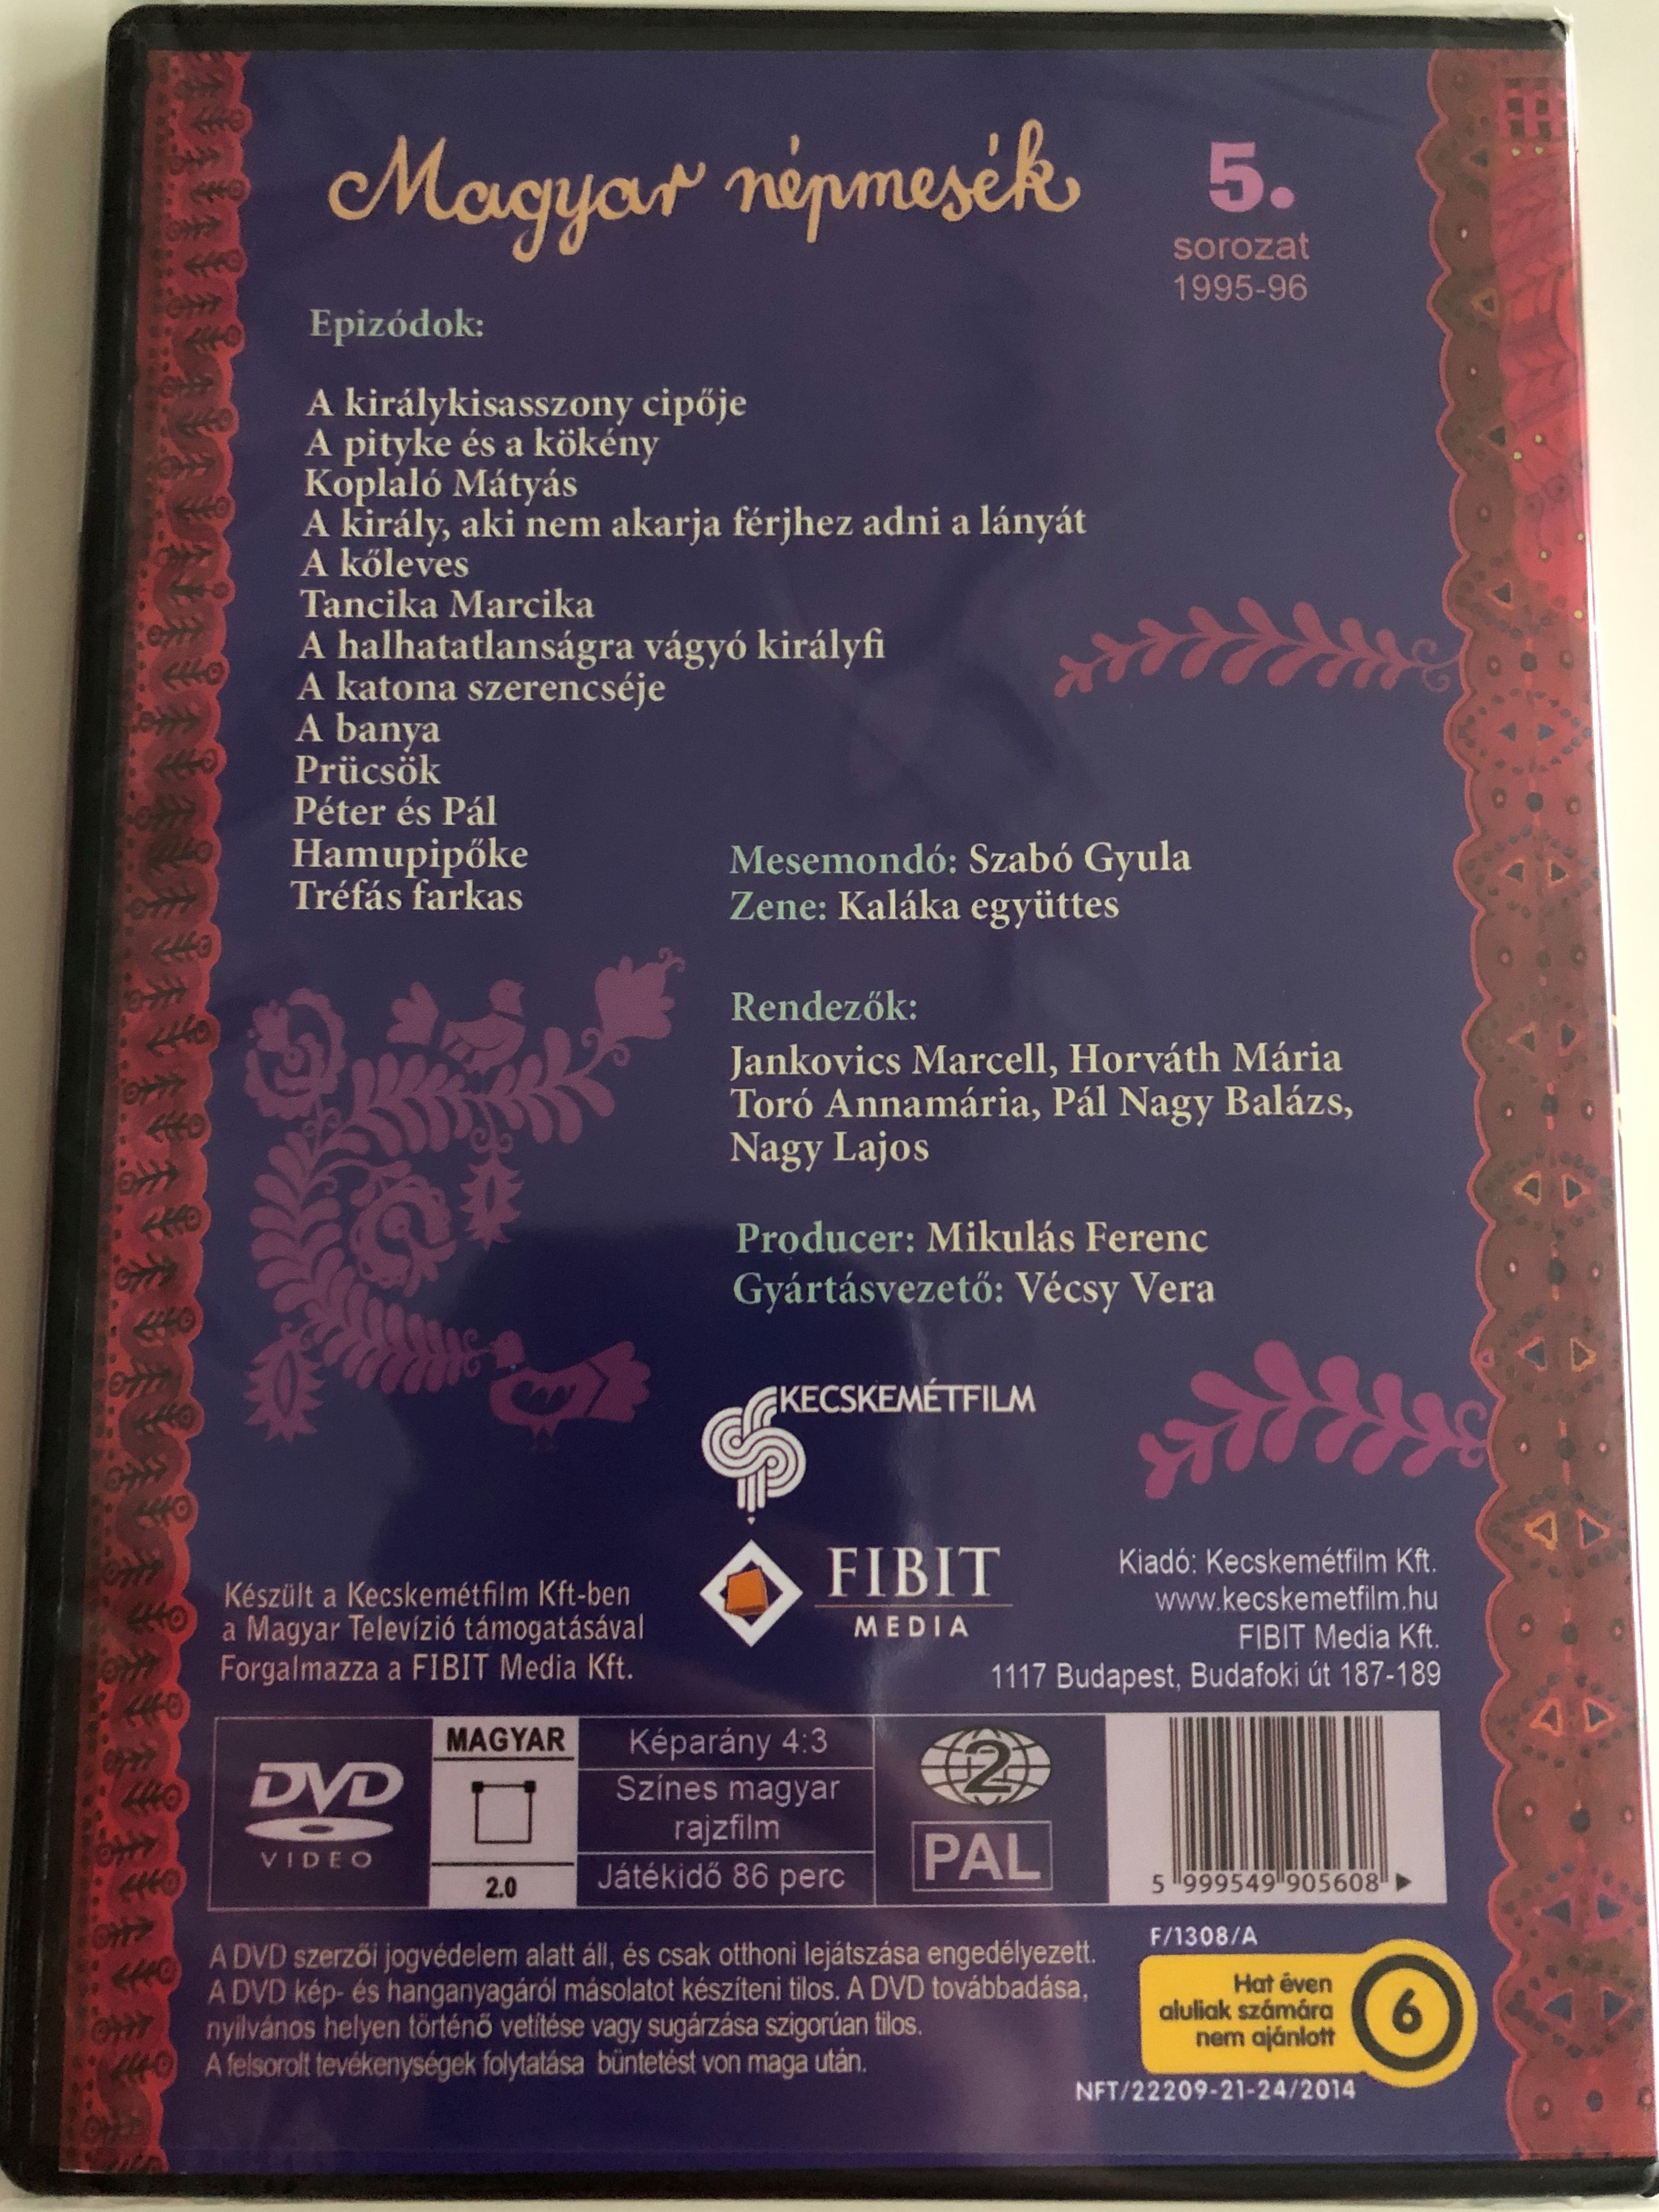 Magyar népmesék
5.
sorozat
1995-96
Epizódok:
A királykisasszony cipője
A pityke és a kökény
Koplaló Mátyás
A király, aki nem akarja férjhez adni a lányát
A kőleves
Tancika Marcika
A halhatatlanságra vágyó királyfi
A katona szerencséje
A banya
Prücsök
Péter és Pál
Hamupipőke
Tréfás farkas
Mesemondó: Szabó Gyula
Zene: Kaláka együttes
Rendezők:
Jankovics Marcell, Horváth Mária
Toró Annamária, Pál Nagy Balázs,
Nagy Lajos
Producer: Mikulás Ferenc
Gyártásvezető: Vécsy Vera
KECSKEMÉTFILM
FIBIT
MEDIA
Készült a Kecskemétfilm Kft-ben
a Magyar Televízió támogatásával
Forgalmazza a FIBIT Media Kft.
Kiadó: Kecskemétfilm Kft.
www.kecskemetfilm.hu
FIBIT Media Kft.
1117 Budapest, Budafoki út 187-189
DVD
VIDEO
MAGYAR
2.0
Képarány 4:3
Színes magyar
rajzfilm
Játékidő 86 perc
2
PAL
5 999549 905608
A DVD szerzői jogvédelem alatt áll, és csak otthoni lejátszása engedélyezett.
A DVD kép- és hanganyagáról másolatot készíteni tilos. A DVD továbbadása,
nyilvános helyen történő vetítése vagy sugárzása szigorúan tilos.
A felsorolt tevékenységek folytatása büntetést von maga után.
F/1308/A
Hat éven
aluliak számára
nem ajánlott
6
NFT/22209-21-24/2014